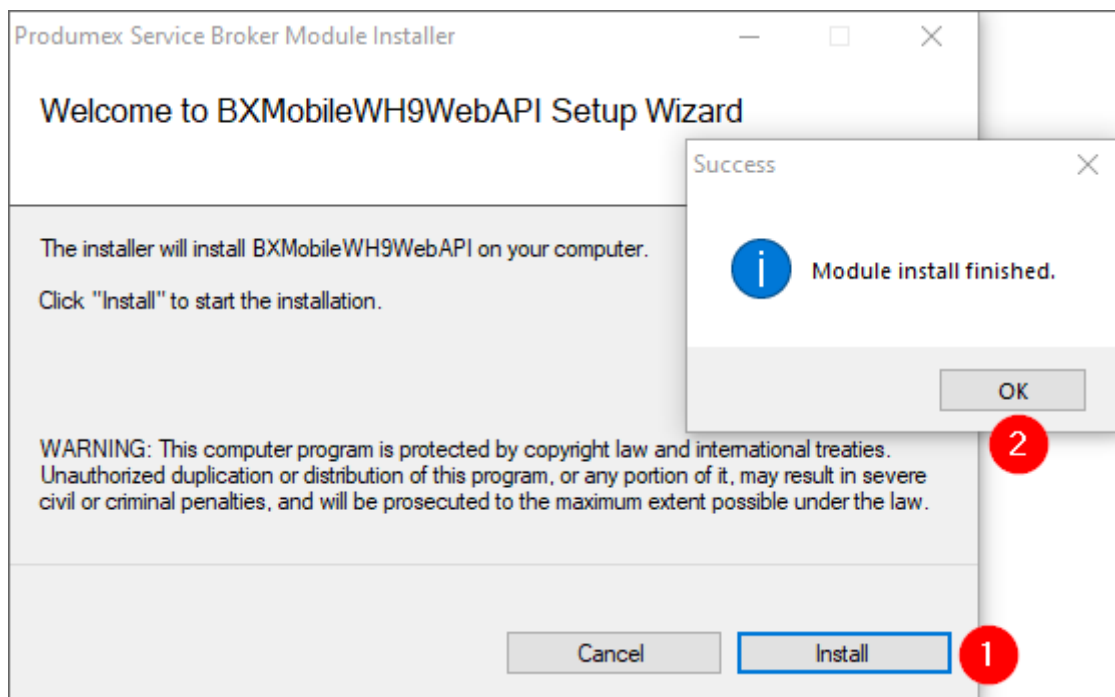 Produmex Service Broker Module Installer
Welcome to BXMobileWH9WebAPI Setup Wizard
Success
The installer will install BXMobileWH9WebAPI on your computer.
Click "Install" to start the installation.
i
Module install finished.
OK
2
WARNING: This computer program is protected by copyright law and international treaties.
Unauthorized duplication or distribution of this program, or any portion of it, may result in severe
civil or criminal penalties, and will be prosecuted to the maximum extent possible under the law.
Cancel
Install
1